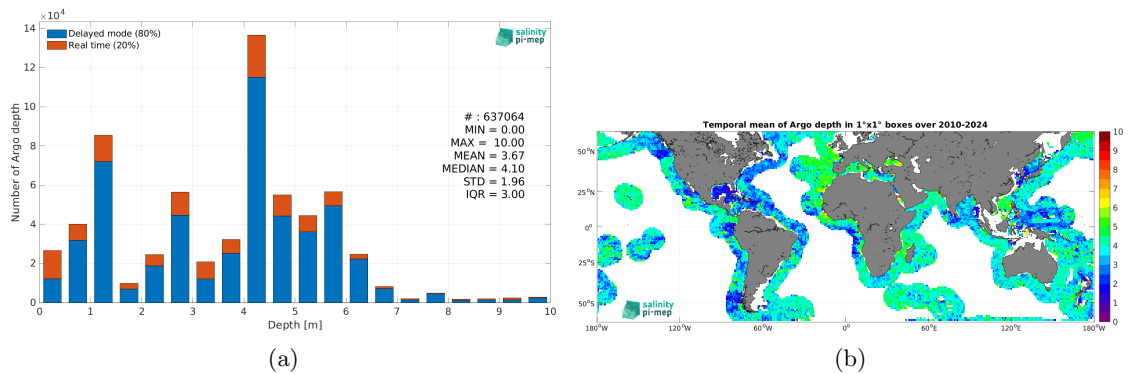 ×10⁴
14
12
10
8
6
4
2
0
Number of Argo depth
Delayed mode (80%)
Real time (20%)
salinity
pi-mep
# : 637064
MIN = 0.00
MAX = 10.00
MEAN = 3.67
MEDIAN = 4.10
STD = 1.96
IQR = 3.00
0 1 2 3 4 5 6 7 8 9 10
Depth [m]
(a)
Temporal mean of Argo depth in 1°x1° boxes over 2010-2024
50°N
25°N
0°
25°S
50°S
salinity
pi-mep
180°W 120°W 60°W 0° 60°E 120°E 180°W
10
9
8
7
6
5
4
3
2
1
0
(b)